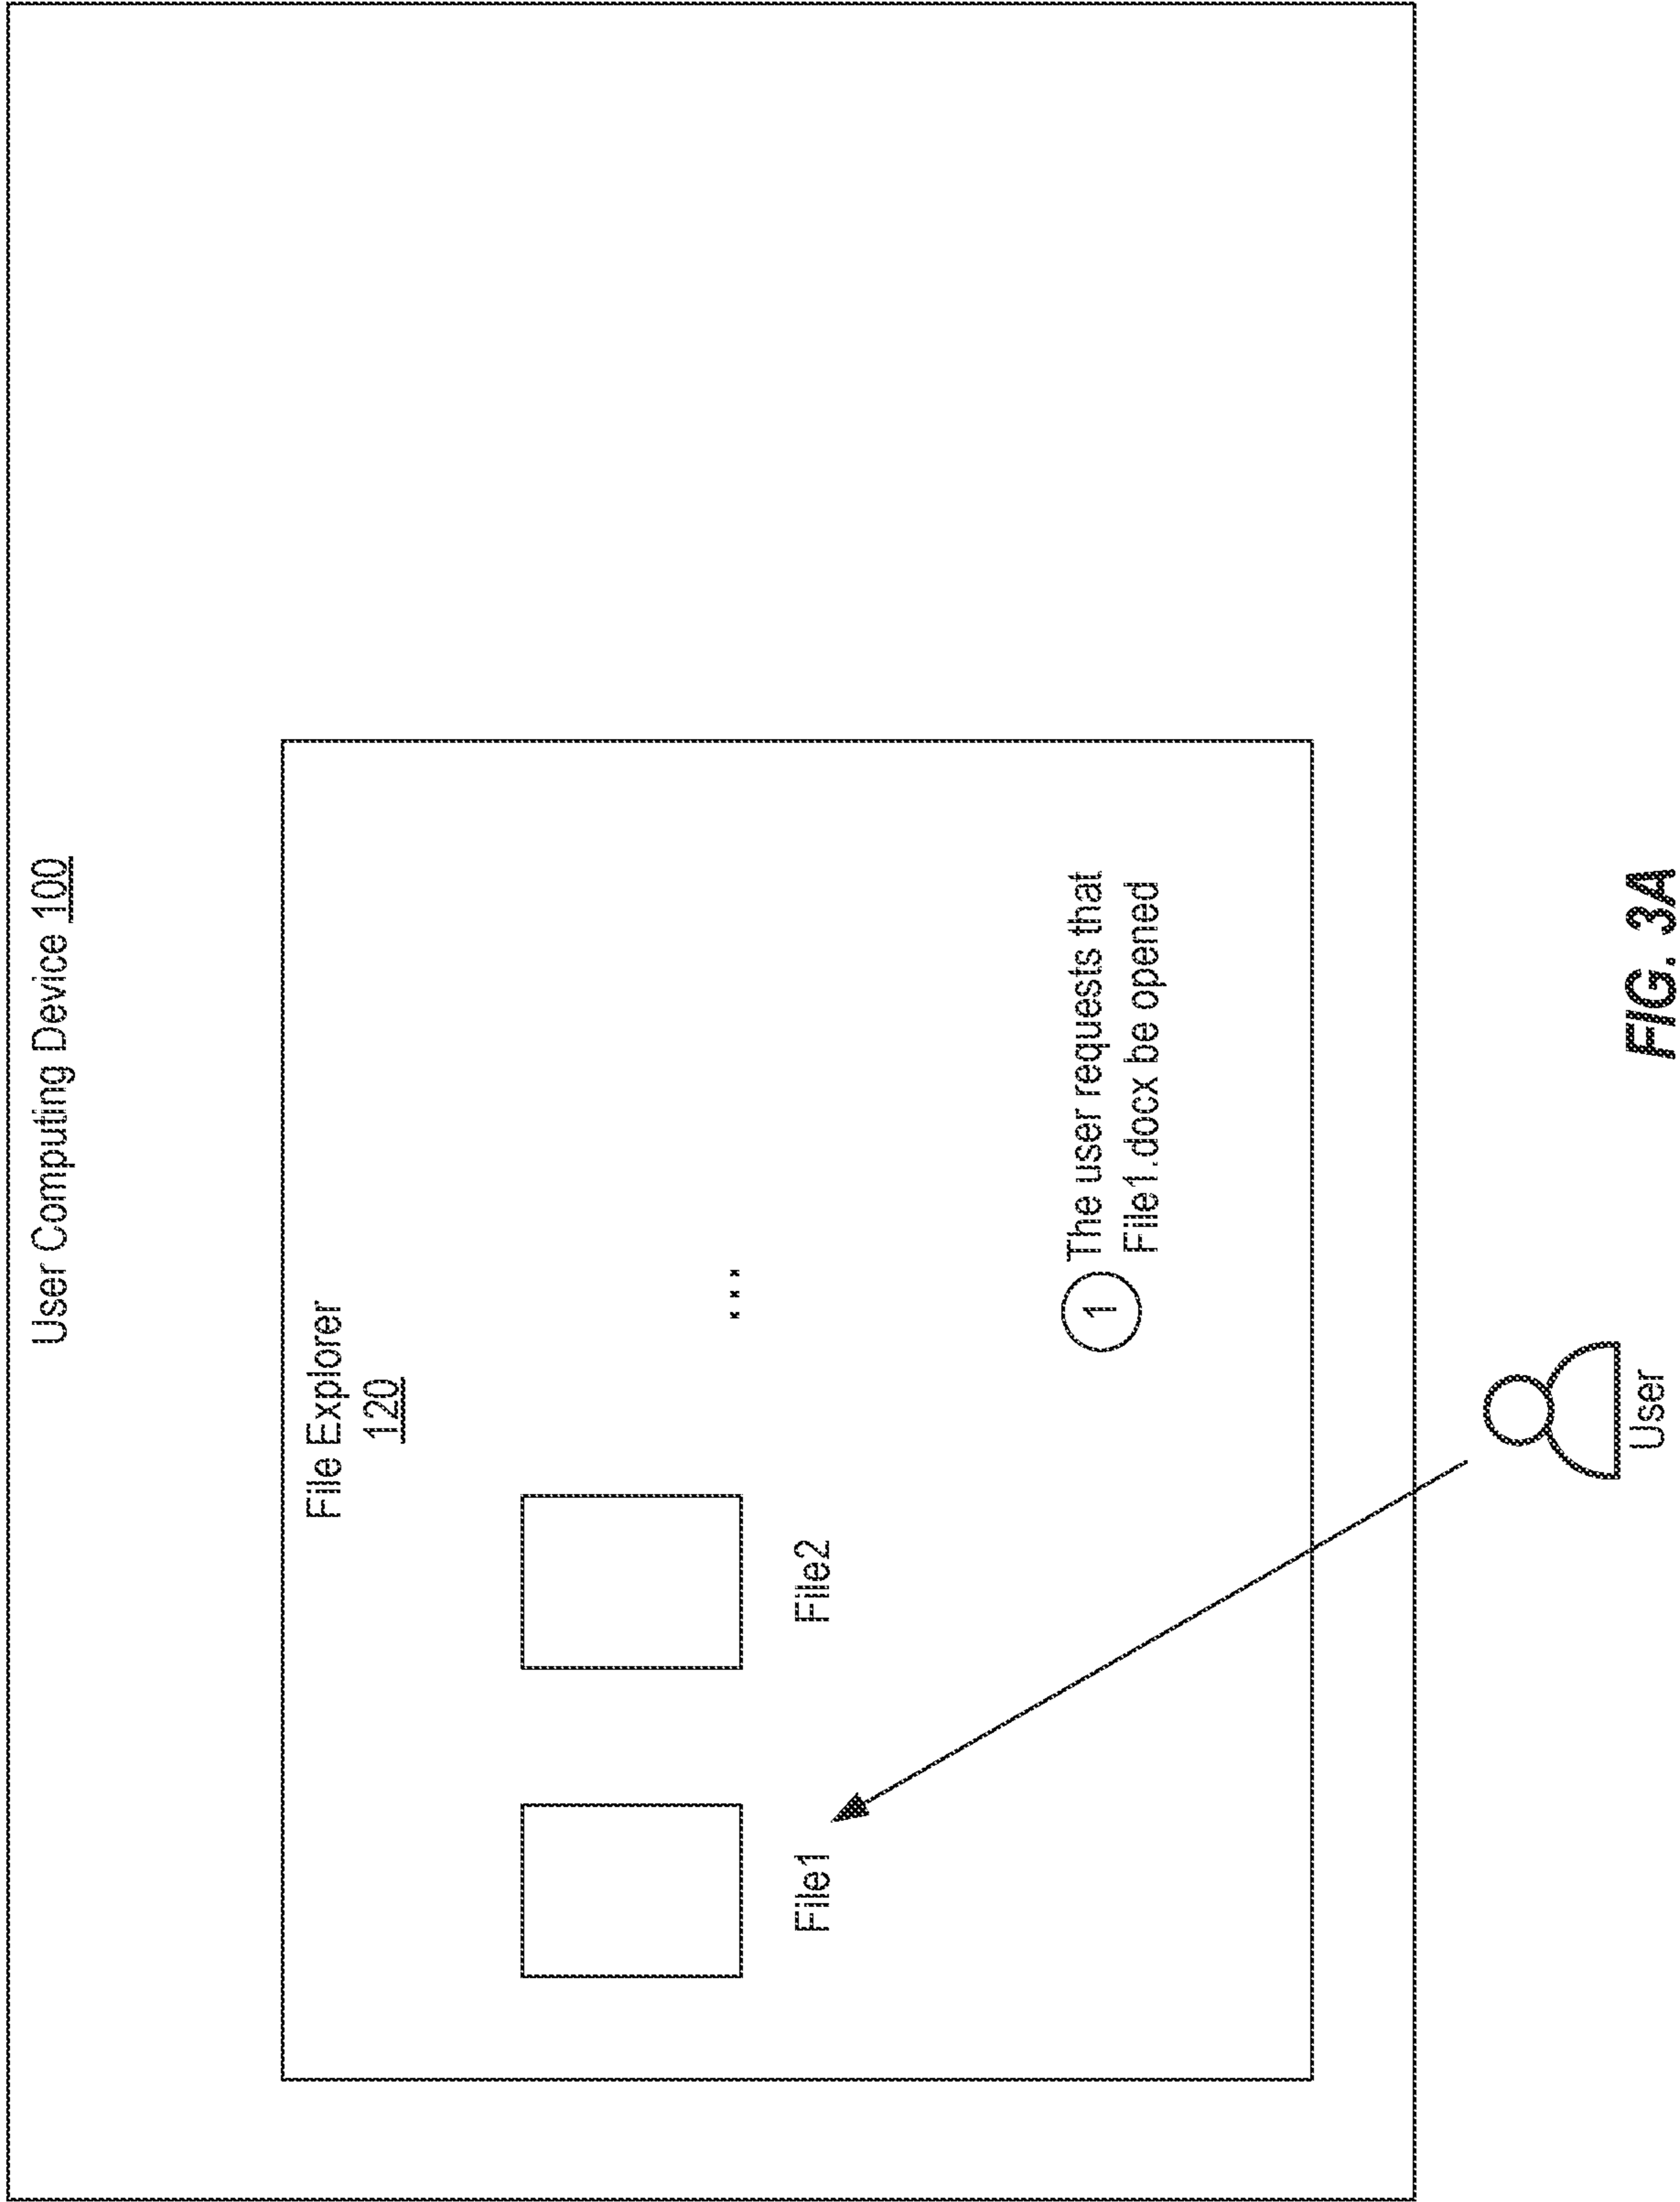 User Computing Device 100
File Explorer
120
...
File1
File2
1
The user requests that
File1.docx be opened
User
FIG. 3A